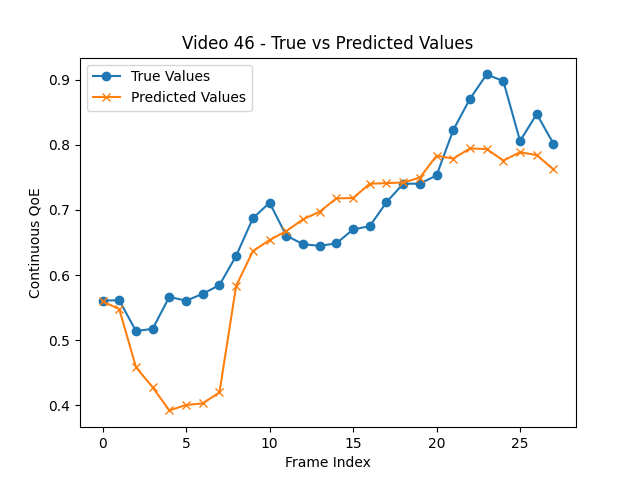 Video 46 - True vs Predicted Values
True Values
Predicted Values
Continuous QoE
0.9
0.8
0.7
0.6
0.5
0.4
0 5 10 15 20 25
Frame Index